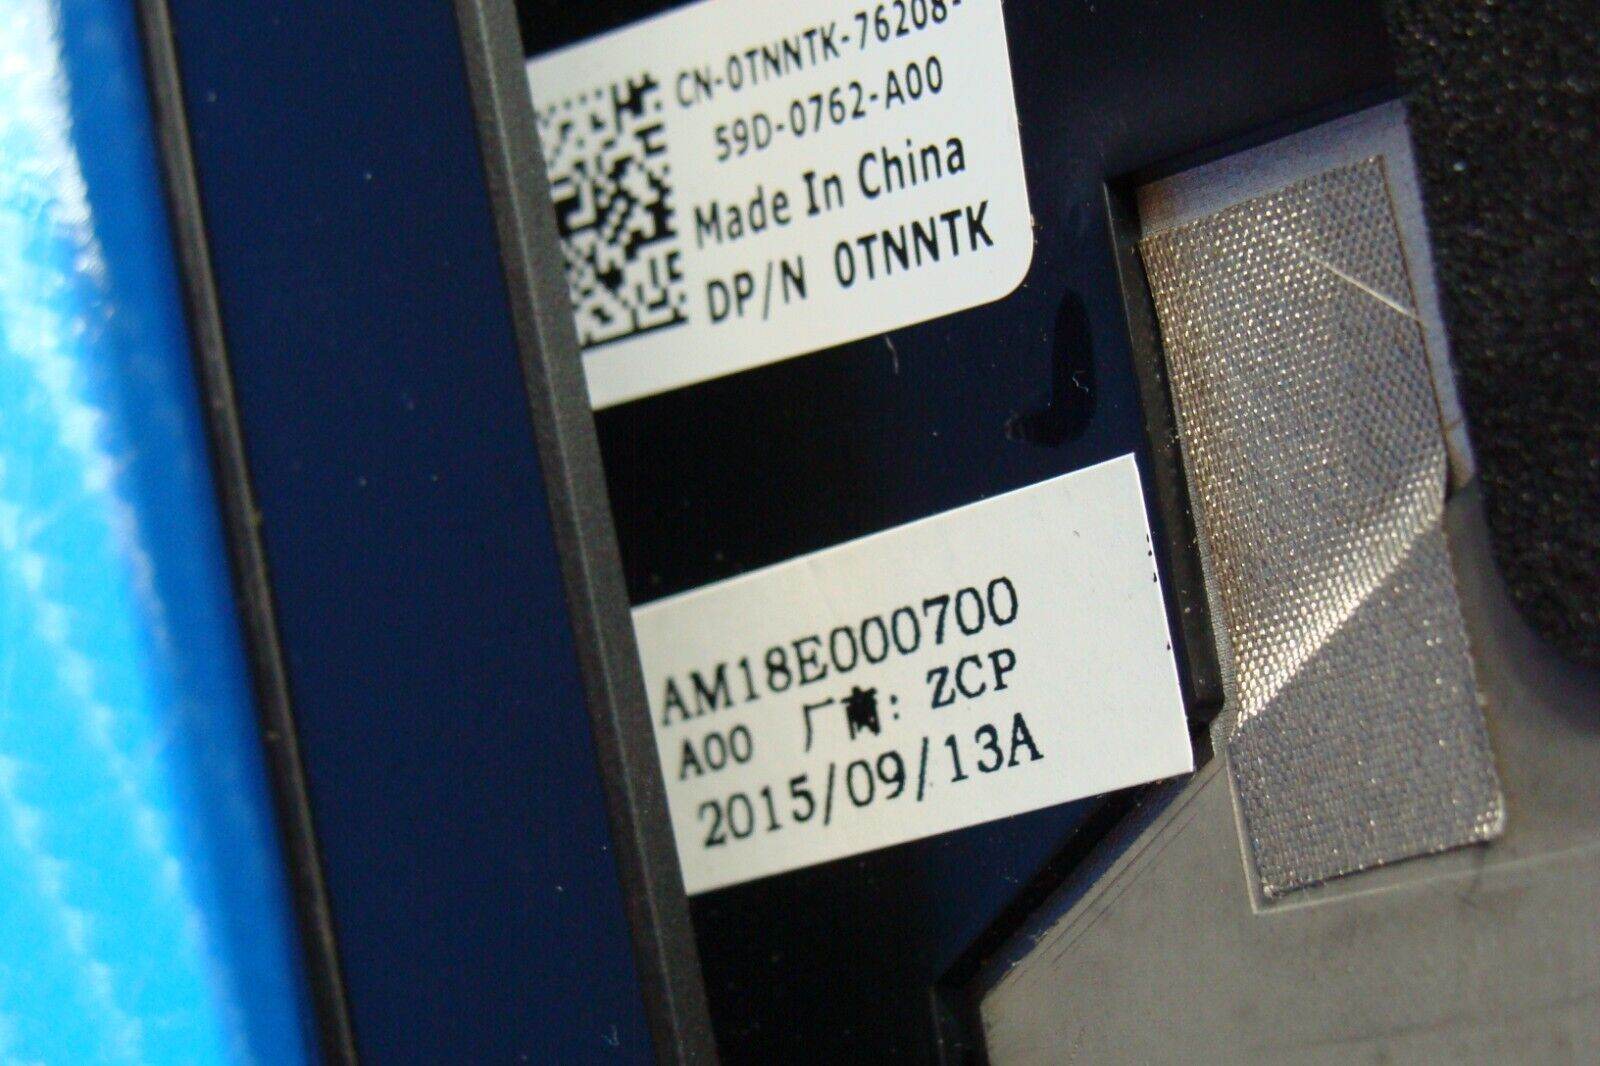 CN-0TNNTK-76208-
59D-0762-A00
Made In China
DP/N 0TNNTK
AM18E000700
A00 厂商: ZCP
2015/09/13A